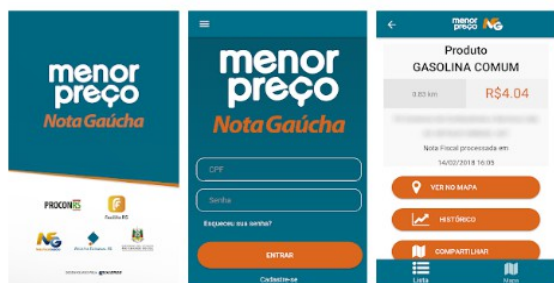 menor
preço
Nota Gaúcha
PROCON RS
Fazenda RS
NFG
menor
preço
Nota Gaúcha
CPF
Senha
Esqueceu sua senha?
ENTRAR
Cadastre-se
menor
preço NFG
Produto
GASOLINA COMUM
0.83 km
R$4.04
Nota Fiscal processada em
14/02/2018 16:05
VER NO MAPA
HISTÓRICO
COMPARTILHAR
Lista
Mapa